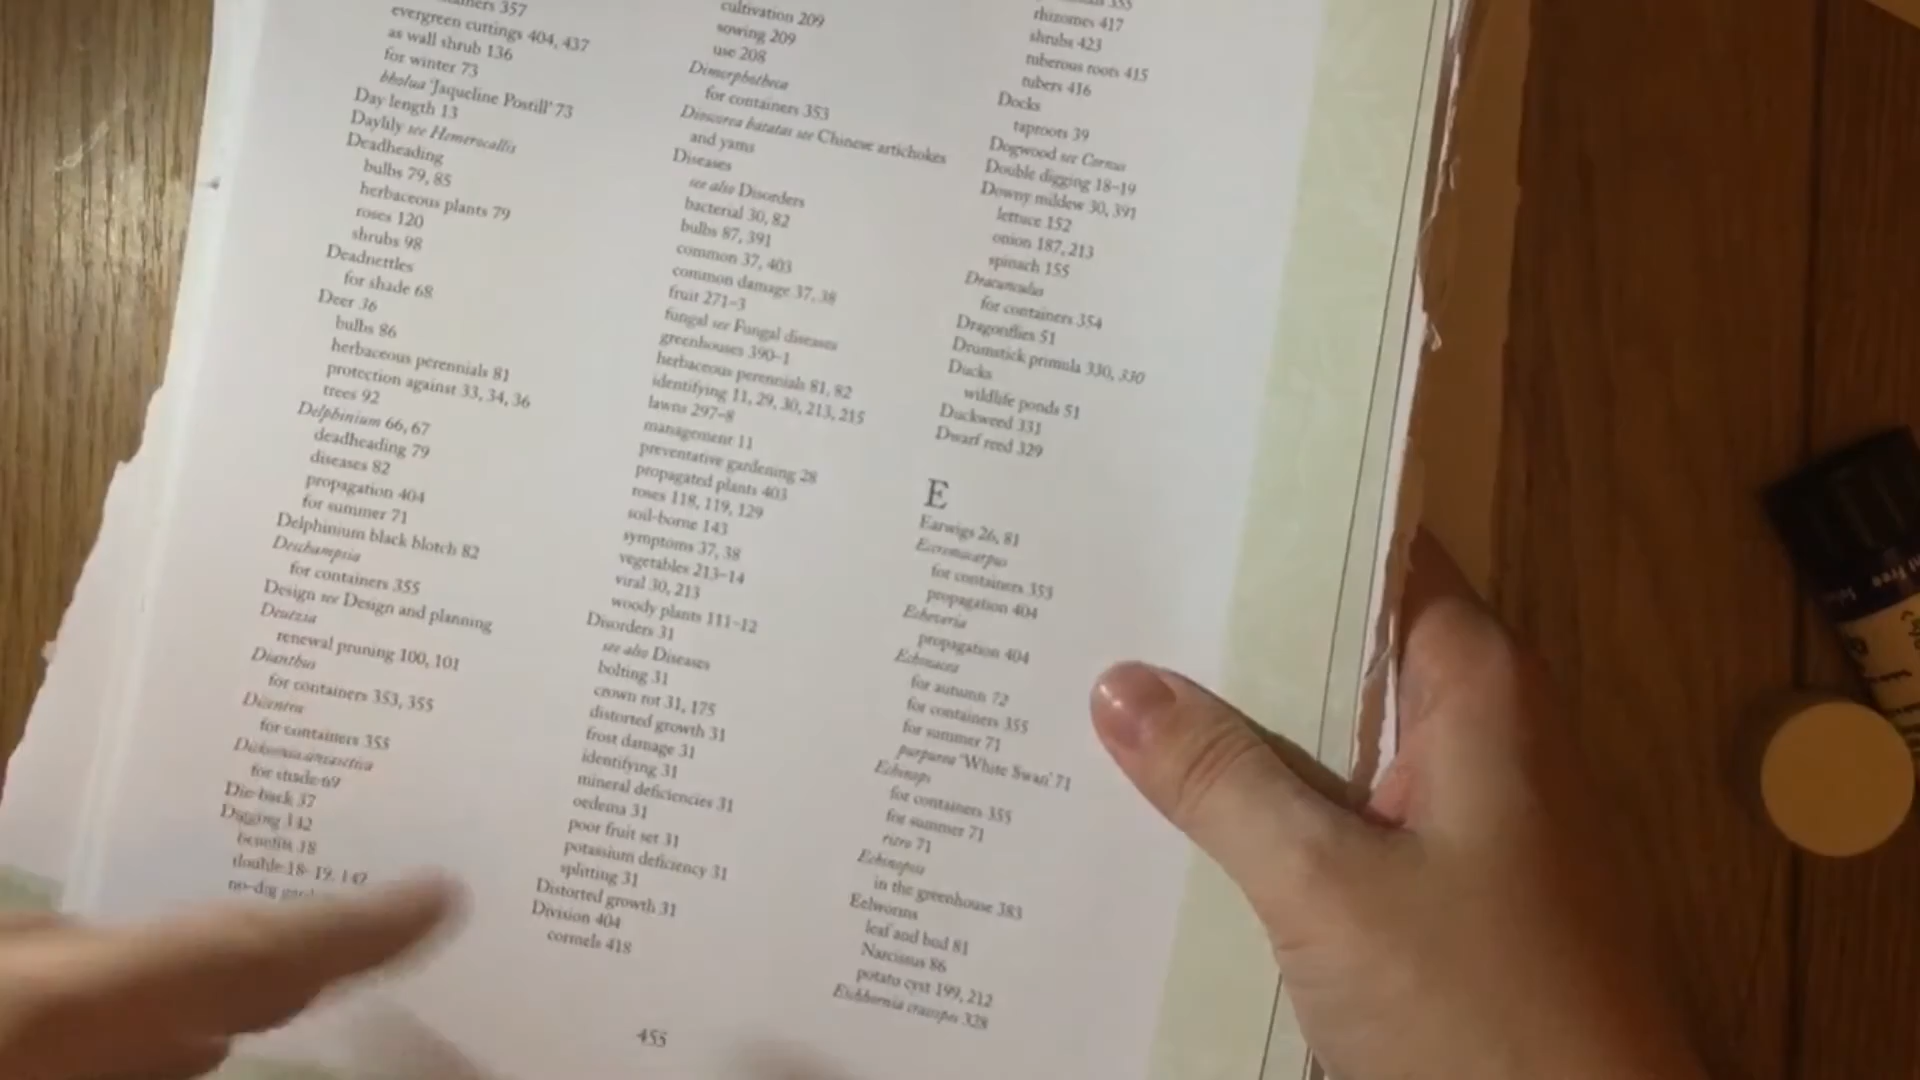 357
evergreen cuttings 404, 437
as wall shrub 136
for winter 73
bholua 'Jaqueline Postill' 73
Day length 13
Daylily see Hemerocallis
Deadheading
bulbs 79, 85
herbaceous plants 79
roses 120
shrubs 98
Deadnettles
for shade 68
Deer 36
bulbs 86
herbaceous perennials 81
protection against 33, 34, 36
trees 92
Delphinium 66, 67
deadheading 79
diseases 82
propagation 404
for summer 71
Delphinium black blotch 82
Deschampsia
for containers 355
Design see Design and planning
Deutzia
renewal pruning 100, 101
Dianthus
for containers 353, 355
Dicentra
for containers 355
Dicksonia antarctica
for shade 69
Die-back 37
Digging 142
benefits 18
double 18-19, 142
no-dig
cultivation 209
sowing 209
use 208
Dimorphotheca
for containers 353
Dioscorea batatas see Chinese artichokes
and yams
Diseases
see also Disorders
bacterial 30, 82
bulbs 87, 391
common 37, 403
common damage 37, 38
fruit 271–3
fungal see Fungal diseases
greenhouses 390–1
herbaceous perennials 81, 82
identifying 11, 29, 30, 213, 215
lawns 297–8
management 11
preventative gardening 28
propagated plants 403
roses 118, 119, 129
soil-borne 143
symptoms 37, 38
vegetables 213–14
viral 30, 213
woody plants 111–12
Disorders 31
see also Diseases
bolting 31
crown rot 31, 175
distorted growth 31
frost damage 31
identifying 31
mineral deficiencies 31
oedema 31
poor fruit set 31
potassium deficiency 31
splitting 31
Distorted growth 31
Division 404
cormels 418
355
rhizomes 417
shrubs 423
tuberous roots 415
tubers 416
Docks
taproots 39
Dogwood see Cornus
Double digging 18–19
Downy mildew 30, 391
lettuce 152
onion 187, 213
spinach 155
Dracunculus
for containers 354
Dragonflies 51
Drumstick primula 330, 330
Ducks
wildlife ponds 51
Duckweed 331
Dwarf reed 329
E
Earwigs 26, 81
Eccremocarpus
for containers 353
propagation 404
Echeveria
propagation 404
Echinacea
for autumn 72
for containers 355
for summer 71
purpurea 'White Swan' 71
Echinops
for containers 355
for summer 71
ritro 71
Echinopsis
in the greenhouse 383
Eelworms
leaf and bud 81
Narcissus 86
potato cyst 199, 212
Eichhornia crassipes 328
455